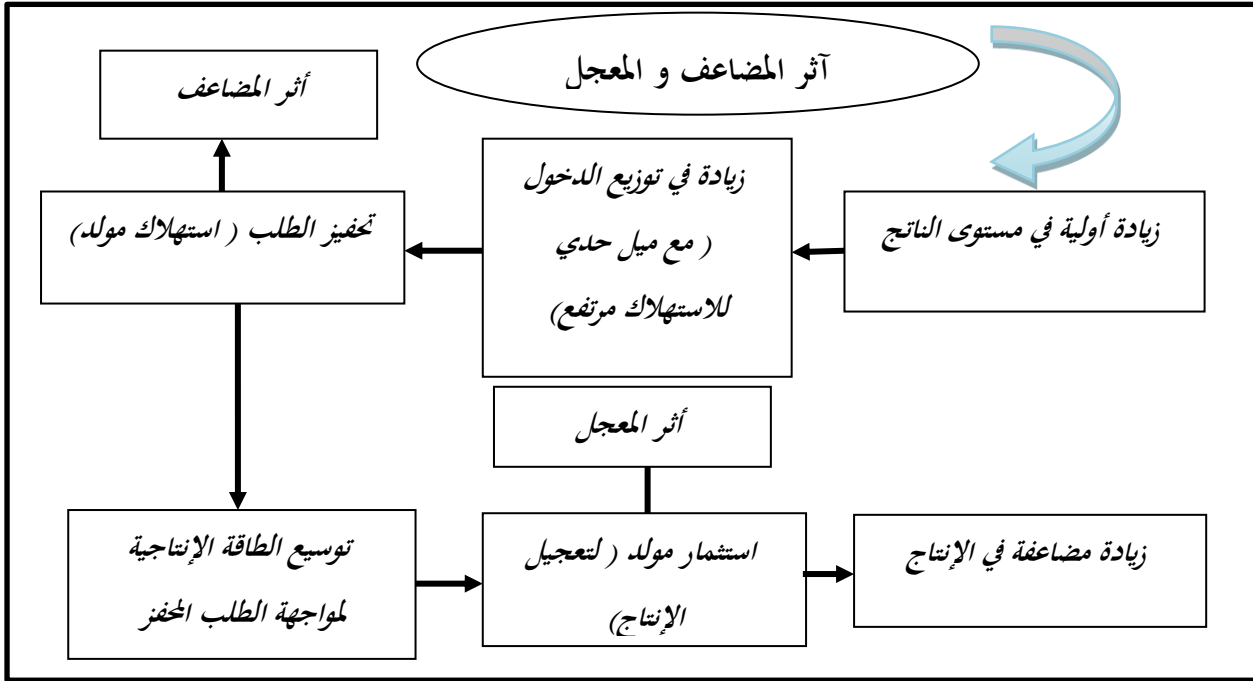 آثر المضاعف و المعجل
أثر المضاعف
زيادة أولية في مستوى الناتج
زيادة في توزيع الدخول
( مع ميل حدي
للاستهلاك مرتفع)
تحفيز الطلب ( استهلاك مولد)
أثر المعجل
توسيع الطاقة الإنتاجية
لمواجهة الطلب المحفز
استثمار مولد ( لتعجيل
الإنتاج)
زيادة مضاعفة في الإنتاج